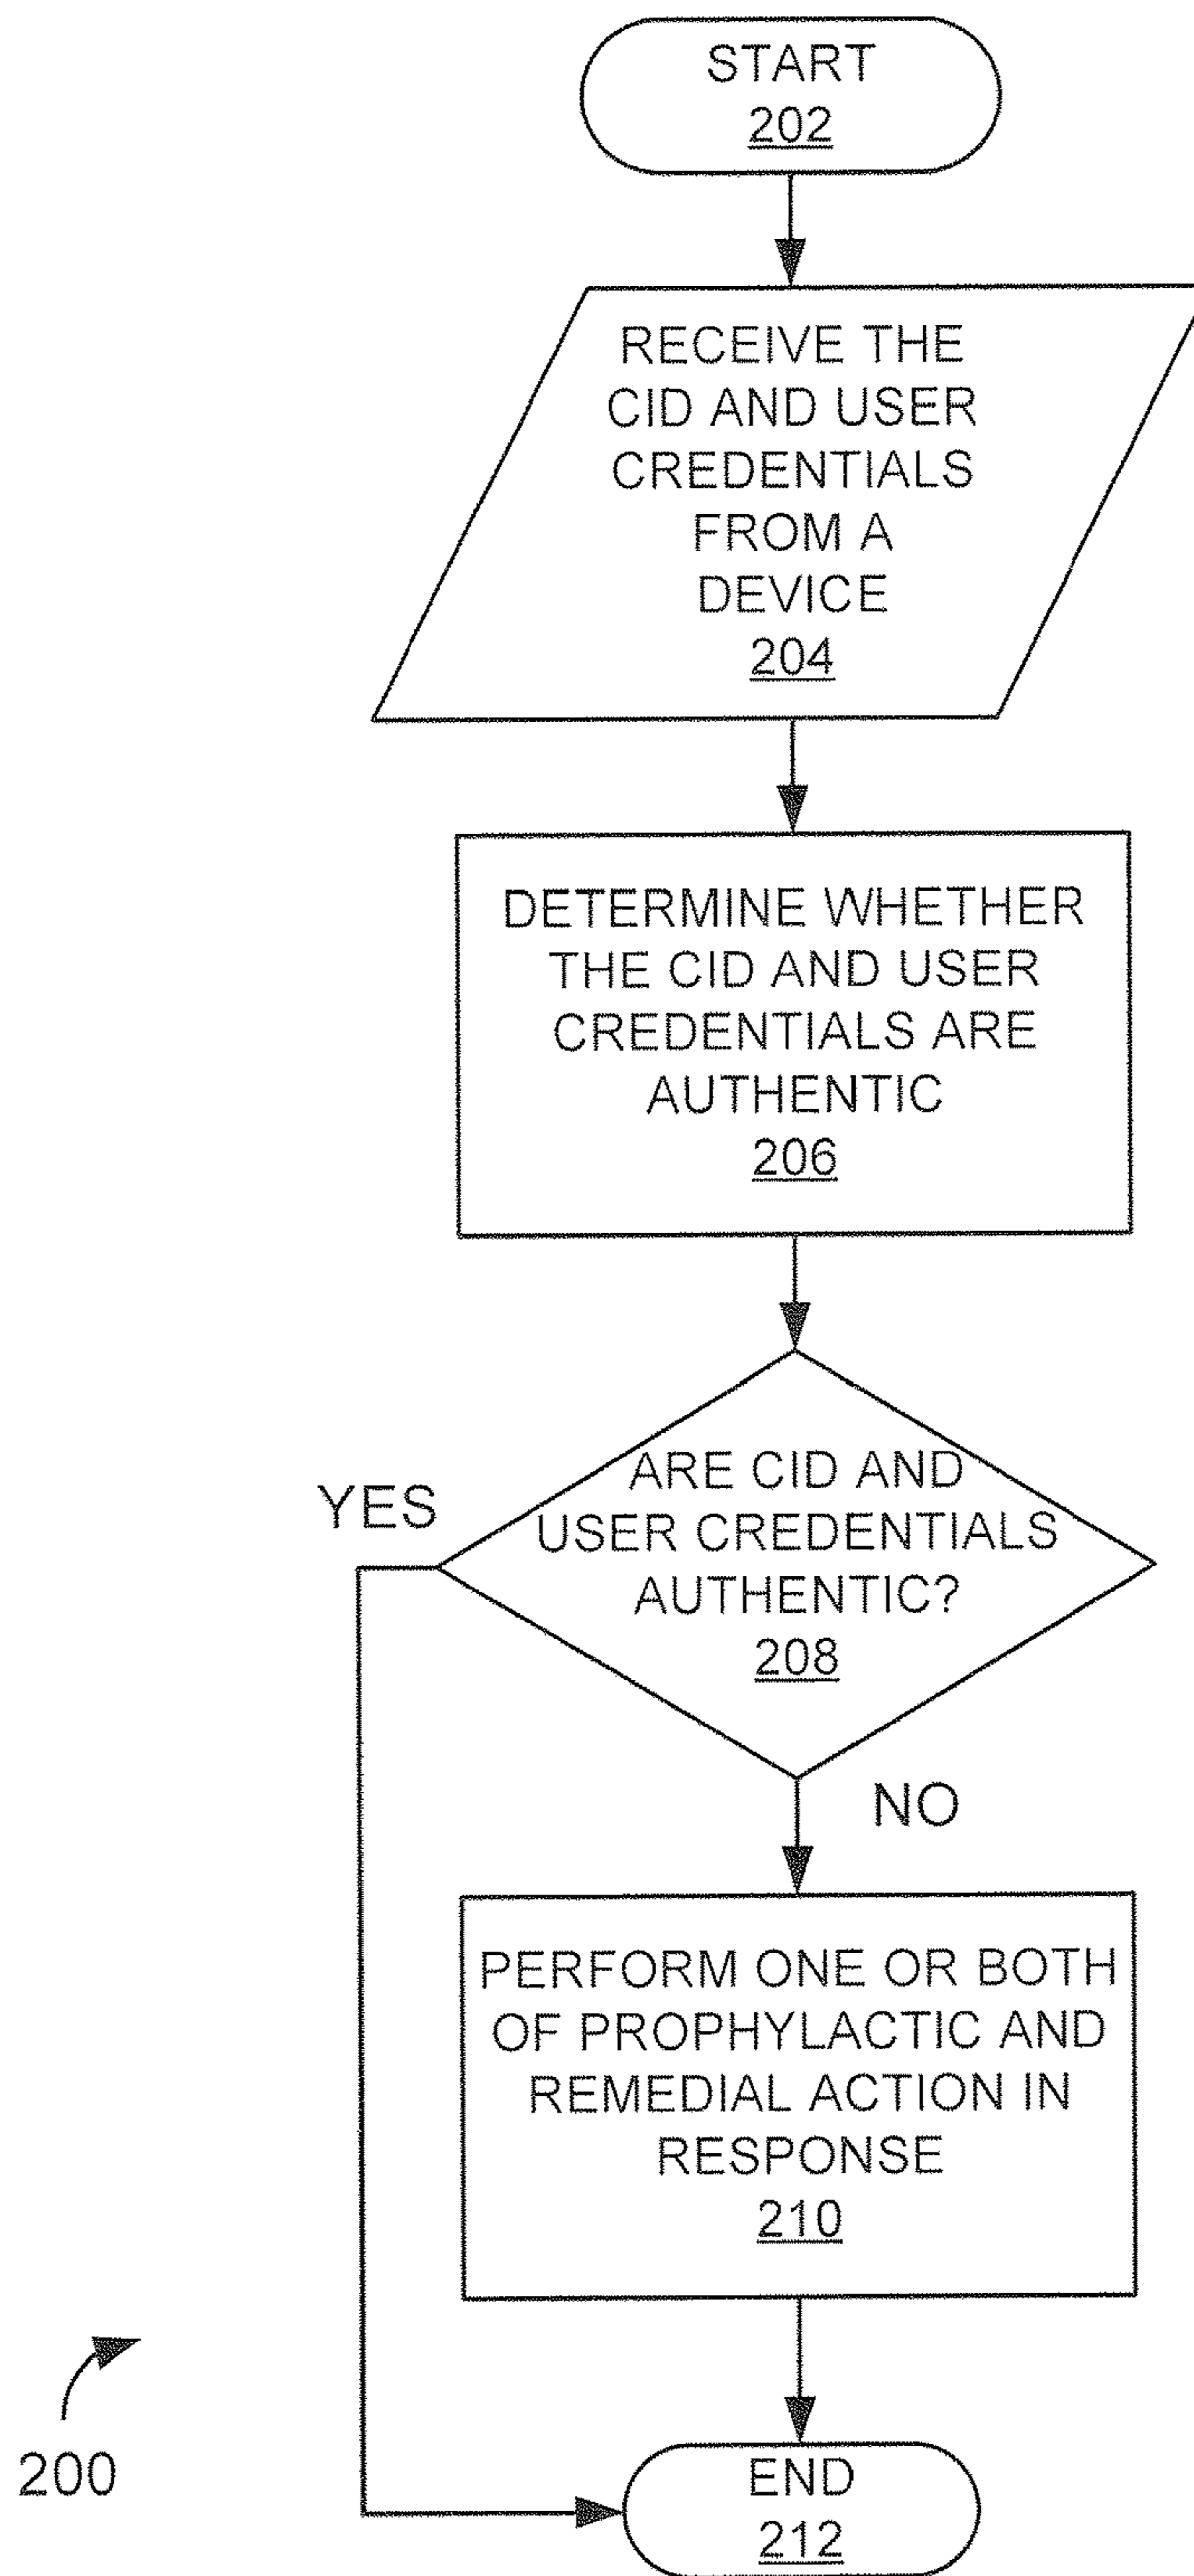 START
202
RECEIVE THE
CID AND USER
CREDENTIALS
FROM A
DEVICE
204
DETERMINE WHETHER
THE CID AND USER
CREDENTIALS ARE
AUTHENTIC
206
ARE CID AND
USER CREDENTIALS
AUTHENTIC?
208
YES
NO
PERFORM ONE OR BOTH
OF PROPHYLACTIC AND
REMEDIAL ACTION IN
RESPONSE
210
200
END
212